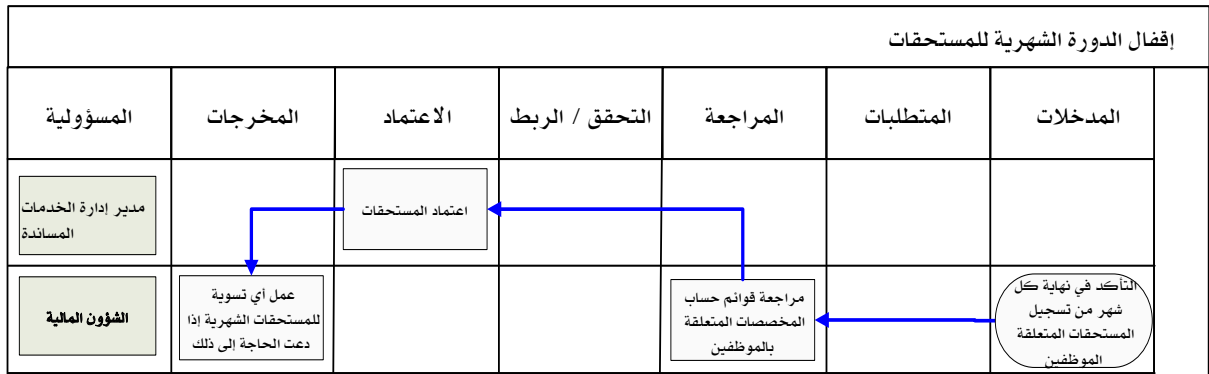 إقفال الدورة الشهرية للمستحقات
المدخلات
المتطلبات
المراجعة
التحقق / الربط
الاعتماد
المخرجات
المسؤولية
اعتماد المستحقات
مدير إدارة الخدمات
المساندة
التأكد في نهاية كل
شهر من تسجيل
المستحقات المتعلقة
الموظفين
مراجعة قوائم حساب
المخصصات المتعلقة
بالموظفين
عمل أي تسوية
للمستحقات الشهرية إذا
دعت الحاجة إلى ذلك
الشؤون المالية